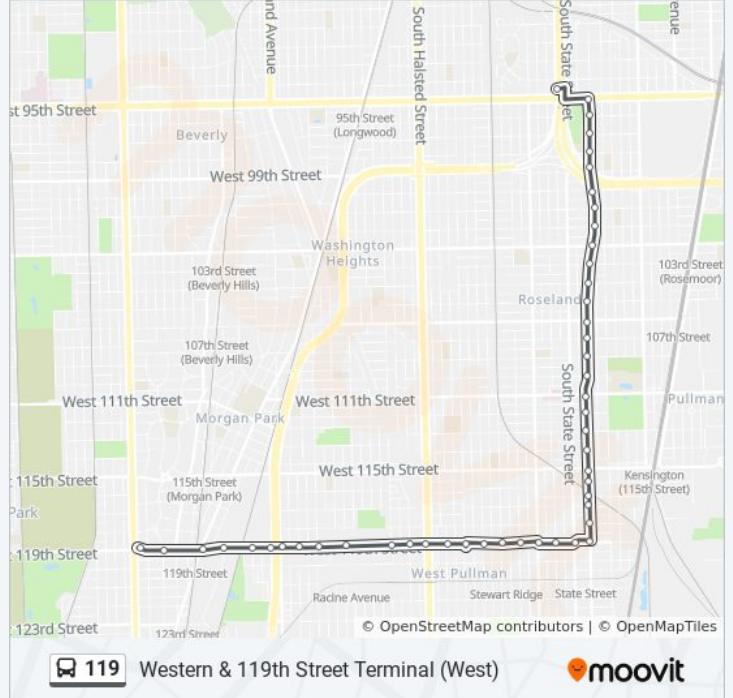 South State
Street
nd Avenue
South Halsted Street
enue
st 95th Street
95th Street
(Longwood)
Beverly
West 99th Street
Washington
Heights
103rd Street
(Beverly Hills)
103rd Street
(Rosemoor)
Roseland
107th Street
(Beverly Hills)
107th Street
South State Street
West 111th Street
West 111th Street
Pullman
Morgan Park
West 115th Street
115th Street
115th Street
(Morgan Park)
Kensington
(115th Street)
Park
119th Street
119th Street
West Pullman
Racine Avenue
Stewart Ridge
State Street
123rd Street
123rd Street
© OpenStreetMap contributors | © OpenMapTiles
119 Western & 119th Street Terminal (West)
moovit